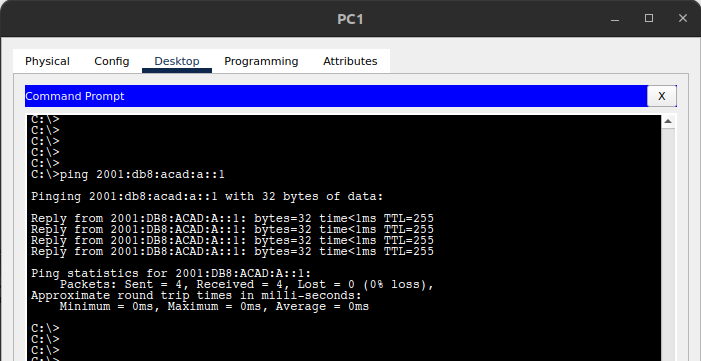 PC1
Physical Config Desktop Programming Attributes
Command Prompt X
C:\>
C:\>
C:\>
C:\>
C:\>
C:\>ping 2001:db8:acad:a::1
Pinging 2001:db8:acad:a::1 with 32 bytes of data:
Reply from 2001:DB8:ACAD:A::1: bytes=32 time<1ms TTL=255
Reply from 2001:DB8:ACAD:A::1: bytes=32 time<1ms TTL=255
Reply from 2001:DB8:ACAD:A::1: bytes=32 time<1ms TTL=255
Reply from 2001:DB8:ACAD:A::1: bytes=32 time<1ms TTL=255
Ping statistics for 2001:DB8:ACAD:A::1:
Packets: Sent = 4, Received = 4, Lost = 0 (0% loss),
Approximate round trip times in milli-seconds:
Minimum = 0ms, Maximum = 0ms, Average = 0ms
C:\>
C:\>
C:\>
C:\>